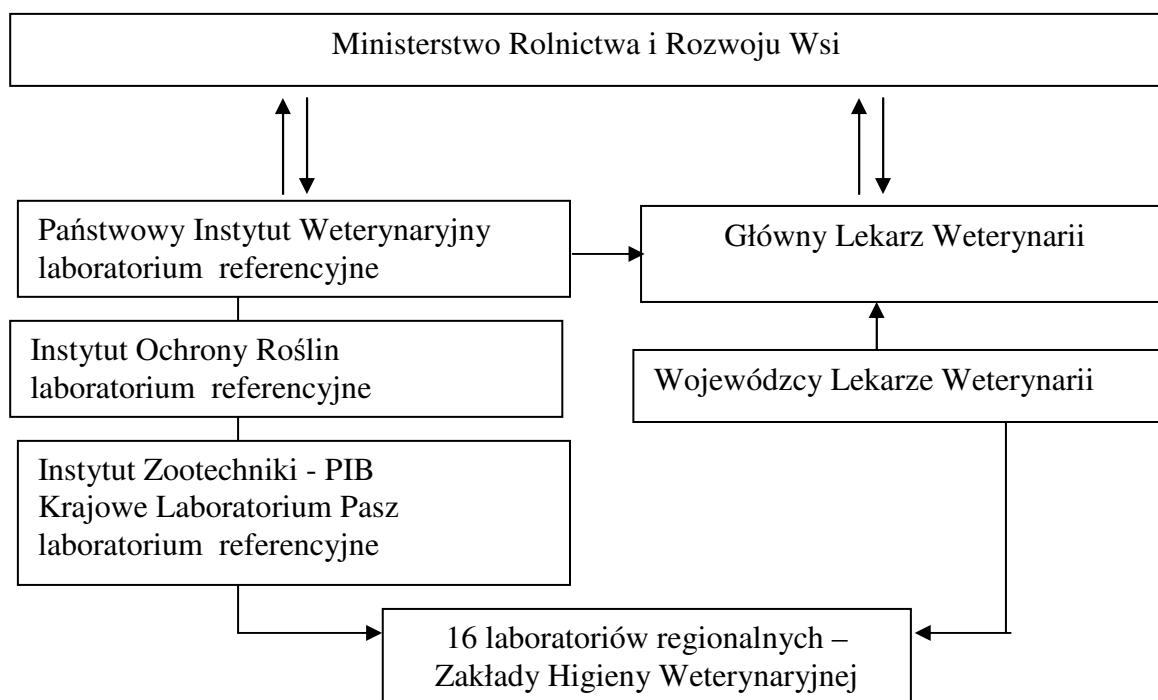 Ministerstwo Rolnictwa i Rozwoju Wsi
Państwowy Instytut Weterynaryjny
laboratorium referencyjne
Główny Lekarz Weterynarii
Instytut Ochrony Roślin
laboratorium referencyjne
Wojewódzcy Lekarze Weterynarii
Instytut Zootechniki - PIB
Krajowe Laboratorium Pasz
laboratorium referencyjne
16 laboratoriów regionalnych –
Zakłady Higieny Weterynaryjnej